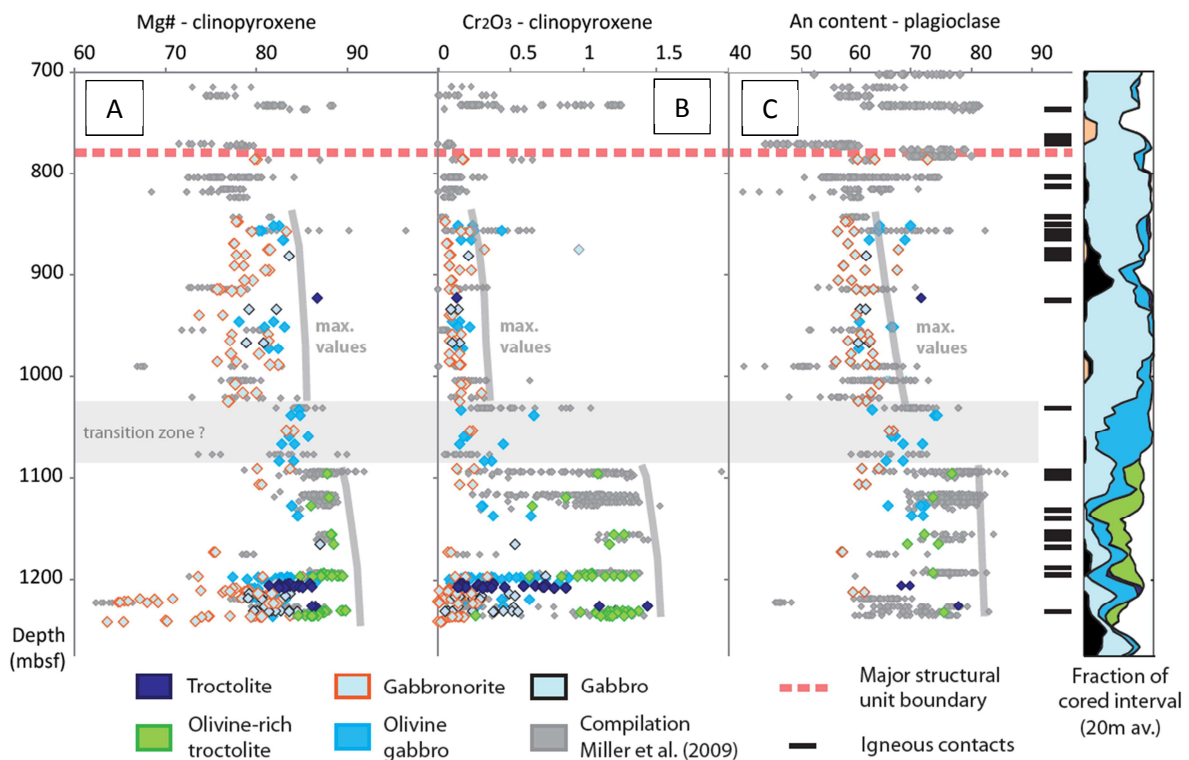 Mg# - clinopyroxene Cr2O3 - clinopyroxene An content - plagioclase
60 70 80 90 0 0.5 1 1.5 40 50 60 70 80 90
700
A B C
800
900
max. values
max. values
max. values
1000
transition zone ?
1100
1200
Depth
(mbsf)
Troctolite
Gabbronorite
Gabbro
Major structural
unit boundary
Fraction of
cored interval
(20m av.)
Olivine-rich
troctolite
Olivine
gabbro
Compilation
Miller et al. (2009)
Igneous contacts